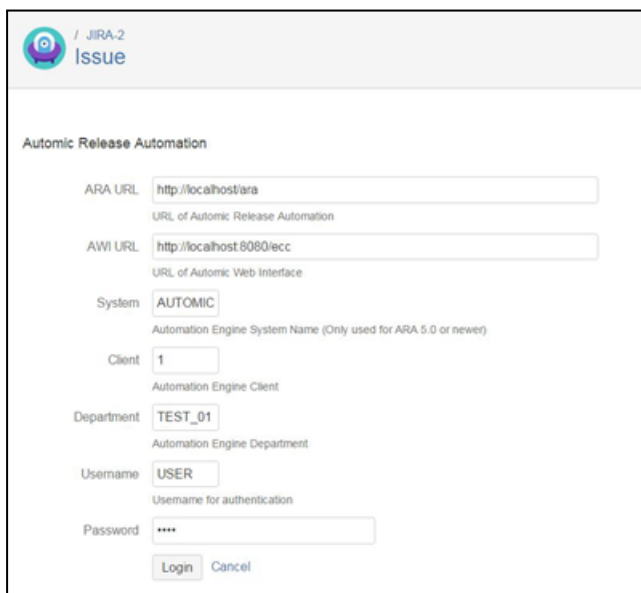 / JIRA-2
Issue
Automic Release Automation
ARA URL http://localhost/ara
URL of Automic Release Automation
AWI URL http://localhost:8080/ecc
URL of Automic Web Interface
System AUTOMIC
Automation Engine System Name (Only used for ARA 5.0 or newer)
Client 1
Automation Engine Client
Department TEST_01
Automation Engine Department
Username USER
Username for authentication
Password ••••
Login Cancel